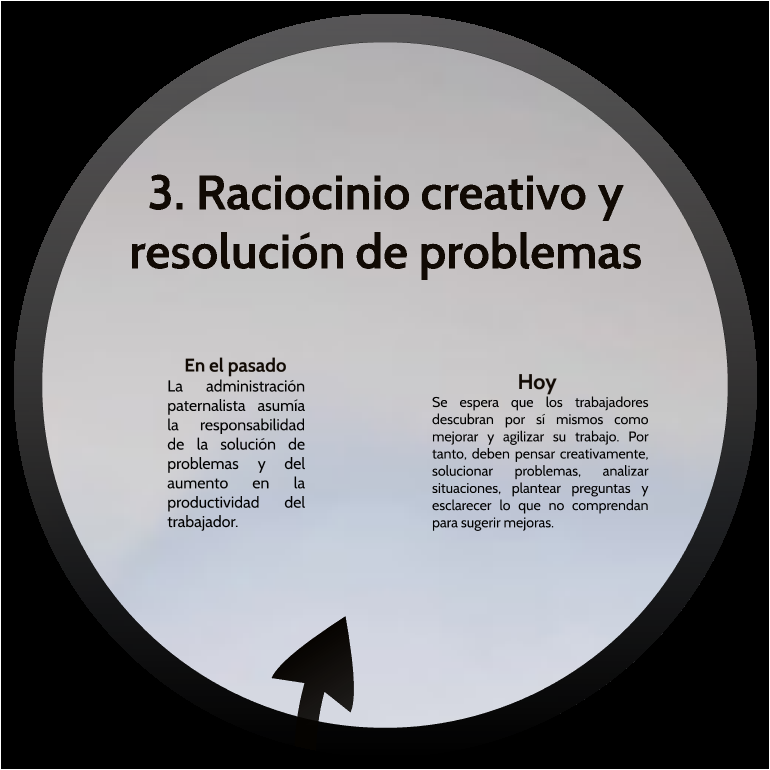 3. Raciocinio creativo y
resolución de problemas
En el pasado
La administración
paternalista asumía
la responsabilidad
de la solución de
problemas y del
aumento en la
productividad del
trabajador.
Hoy
Se espera que los trabajadores
descubran por sí mismos como
mejorar y agilizar su trabajo. Por
tanto, deben pensar creativamente,
solucionar problemas, analizar
situaciones, plantear preguntas y
esclarecer lo que no comprendan
para sugerir mejoras.